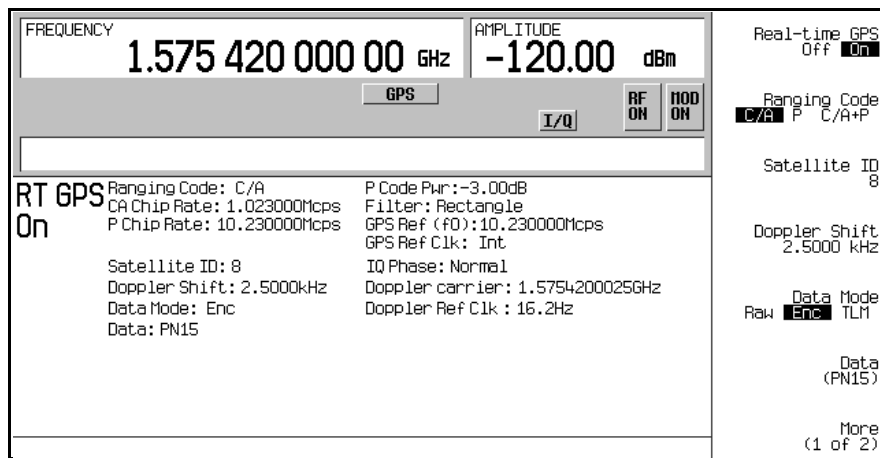 FREQUENCY
1.575 420 000 00 GHz
AMPLITUDE
-120.00 dBm
GPS
I/Q
RF ON
MOD ON
RT GPS On
Ranging Code: C/A
CA Chip Rate: 1.023000Mcps
P Chip Rate: 10.230000Mcps
P Code Pwr:-3.00dB
Filter: Rectangle
GPS Ref (f0):10.230000Mcps
GPS Ref Clk: Int
Satellite ID: 8
Doppler Shift: 2.5000kHz
Data Mode: Enc
Data: PN15
IQ Phase: Normal
Doppler carrier: 1.5754200025GHz
Doppler Ref Clk : 16.2Hz
Real-time GPS
Off On
Ranging Code
C/A P C/A+P
Satellite ID
8
Doppler Shift
2.5000 kHz
Data Mode
Raw Enc TLM
Data
(PN15)
More
(1 of 2)